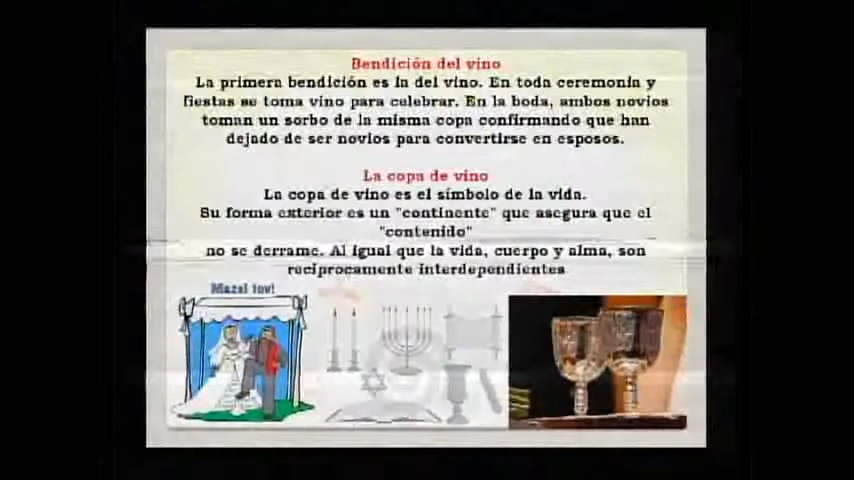 Bendición del vino
La primera bendición es la del vino. En toda ceremonia y
fiestas se toma vino para celebrar. En la boda, ambos novios
toman un sorbo de la misma copa confirmando que han
dejado de ser novios para convertirse en esposos.
La copa de vino
La copa de vino es el símbolo de la vida.
Su forma exterior es un "continente" que asegura que el
"contenido"
no se derrame. Al igual que la vida, cuerpo y alma, son
reciprocamente interdependientes
Mazel tov!